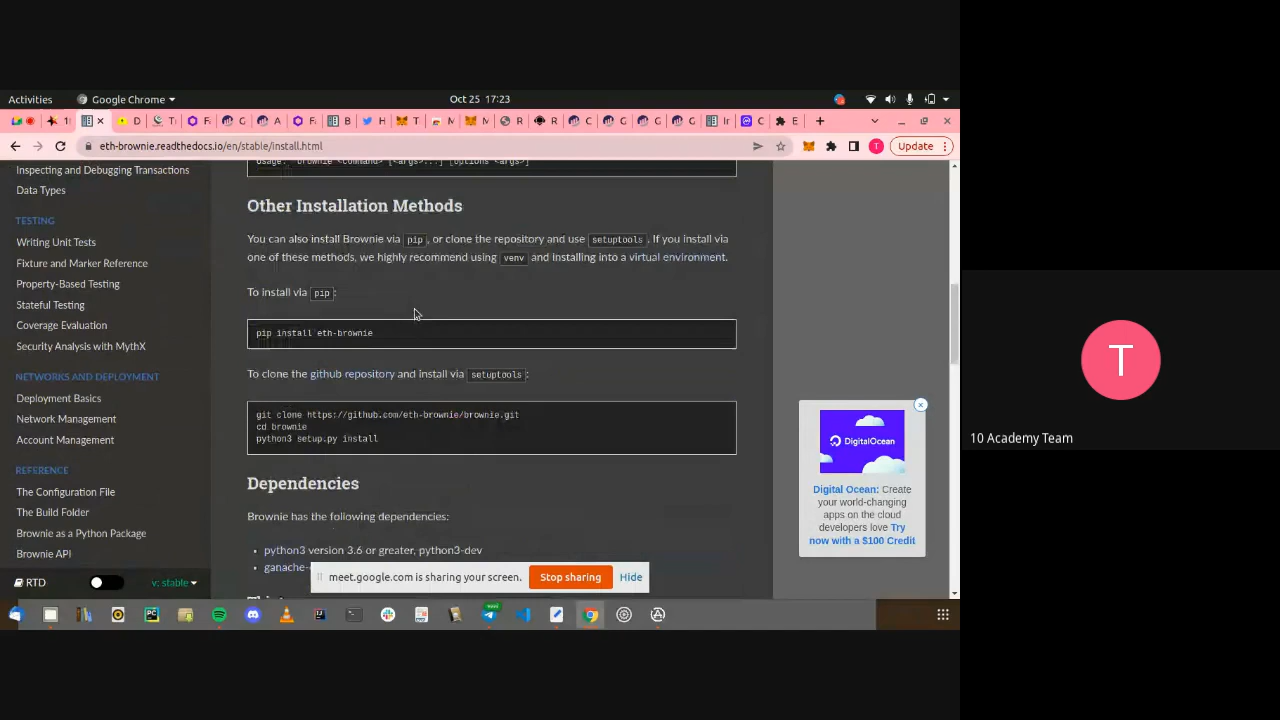 Activities
Google Chrome
Oct 25 17:23
eth-brownie.readthedocs.io/en/stable/install.html
Update
T
Inspecting and Debugging Transactions
Data Types
TESTING
Writing Unit Tests
Fixture and Marker Reference
Property-Based Testing
Stateful Testing
Coverage Evaluation
Security Analysis with MythX
NETWORKS AND DEPLOYMENT
Deployment Basics
Network Management
Account Management
REFERENCE
The Configuration File
The Build Folder
Brownie as a Python Package
Brownie API
RTD
v: stable
Usage: brownie <command> [<args>...] [options <args>]
Other Installation Methods
You can also install Brownie via pip, or clone the repository and use setuptools. If you install via
one of these methods, we highly recommend using venv and installing into a virtual environment.
To install via pip:
pip install eth-brownie
To clone the github repository and install via setuptools:
git clone https://github.com/eth-brownie/brownie.git
cd brownie
python3 setup.py install
Dependencies
Brownie has the following dependencies:
python3 version 3.6 or greater, python3-dev
meet.google.com is sharing your screen.
Stop sharing
Hide
DigitalOcean
Digital Ocean: Create
your world-changing
apps on the cloud
developers love Try
now with a $100 Credit
T
10 Academy Team